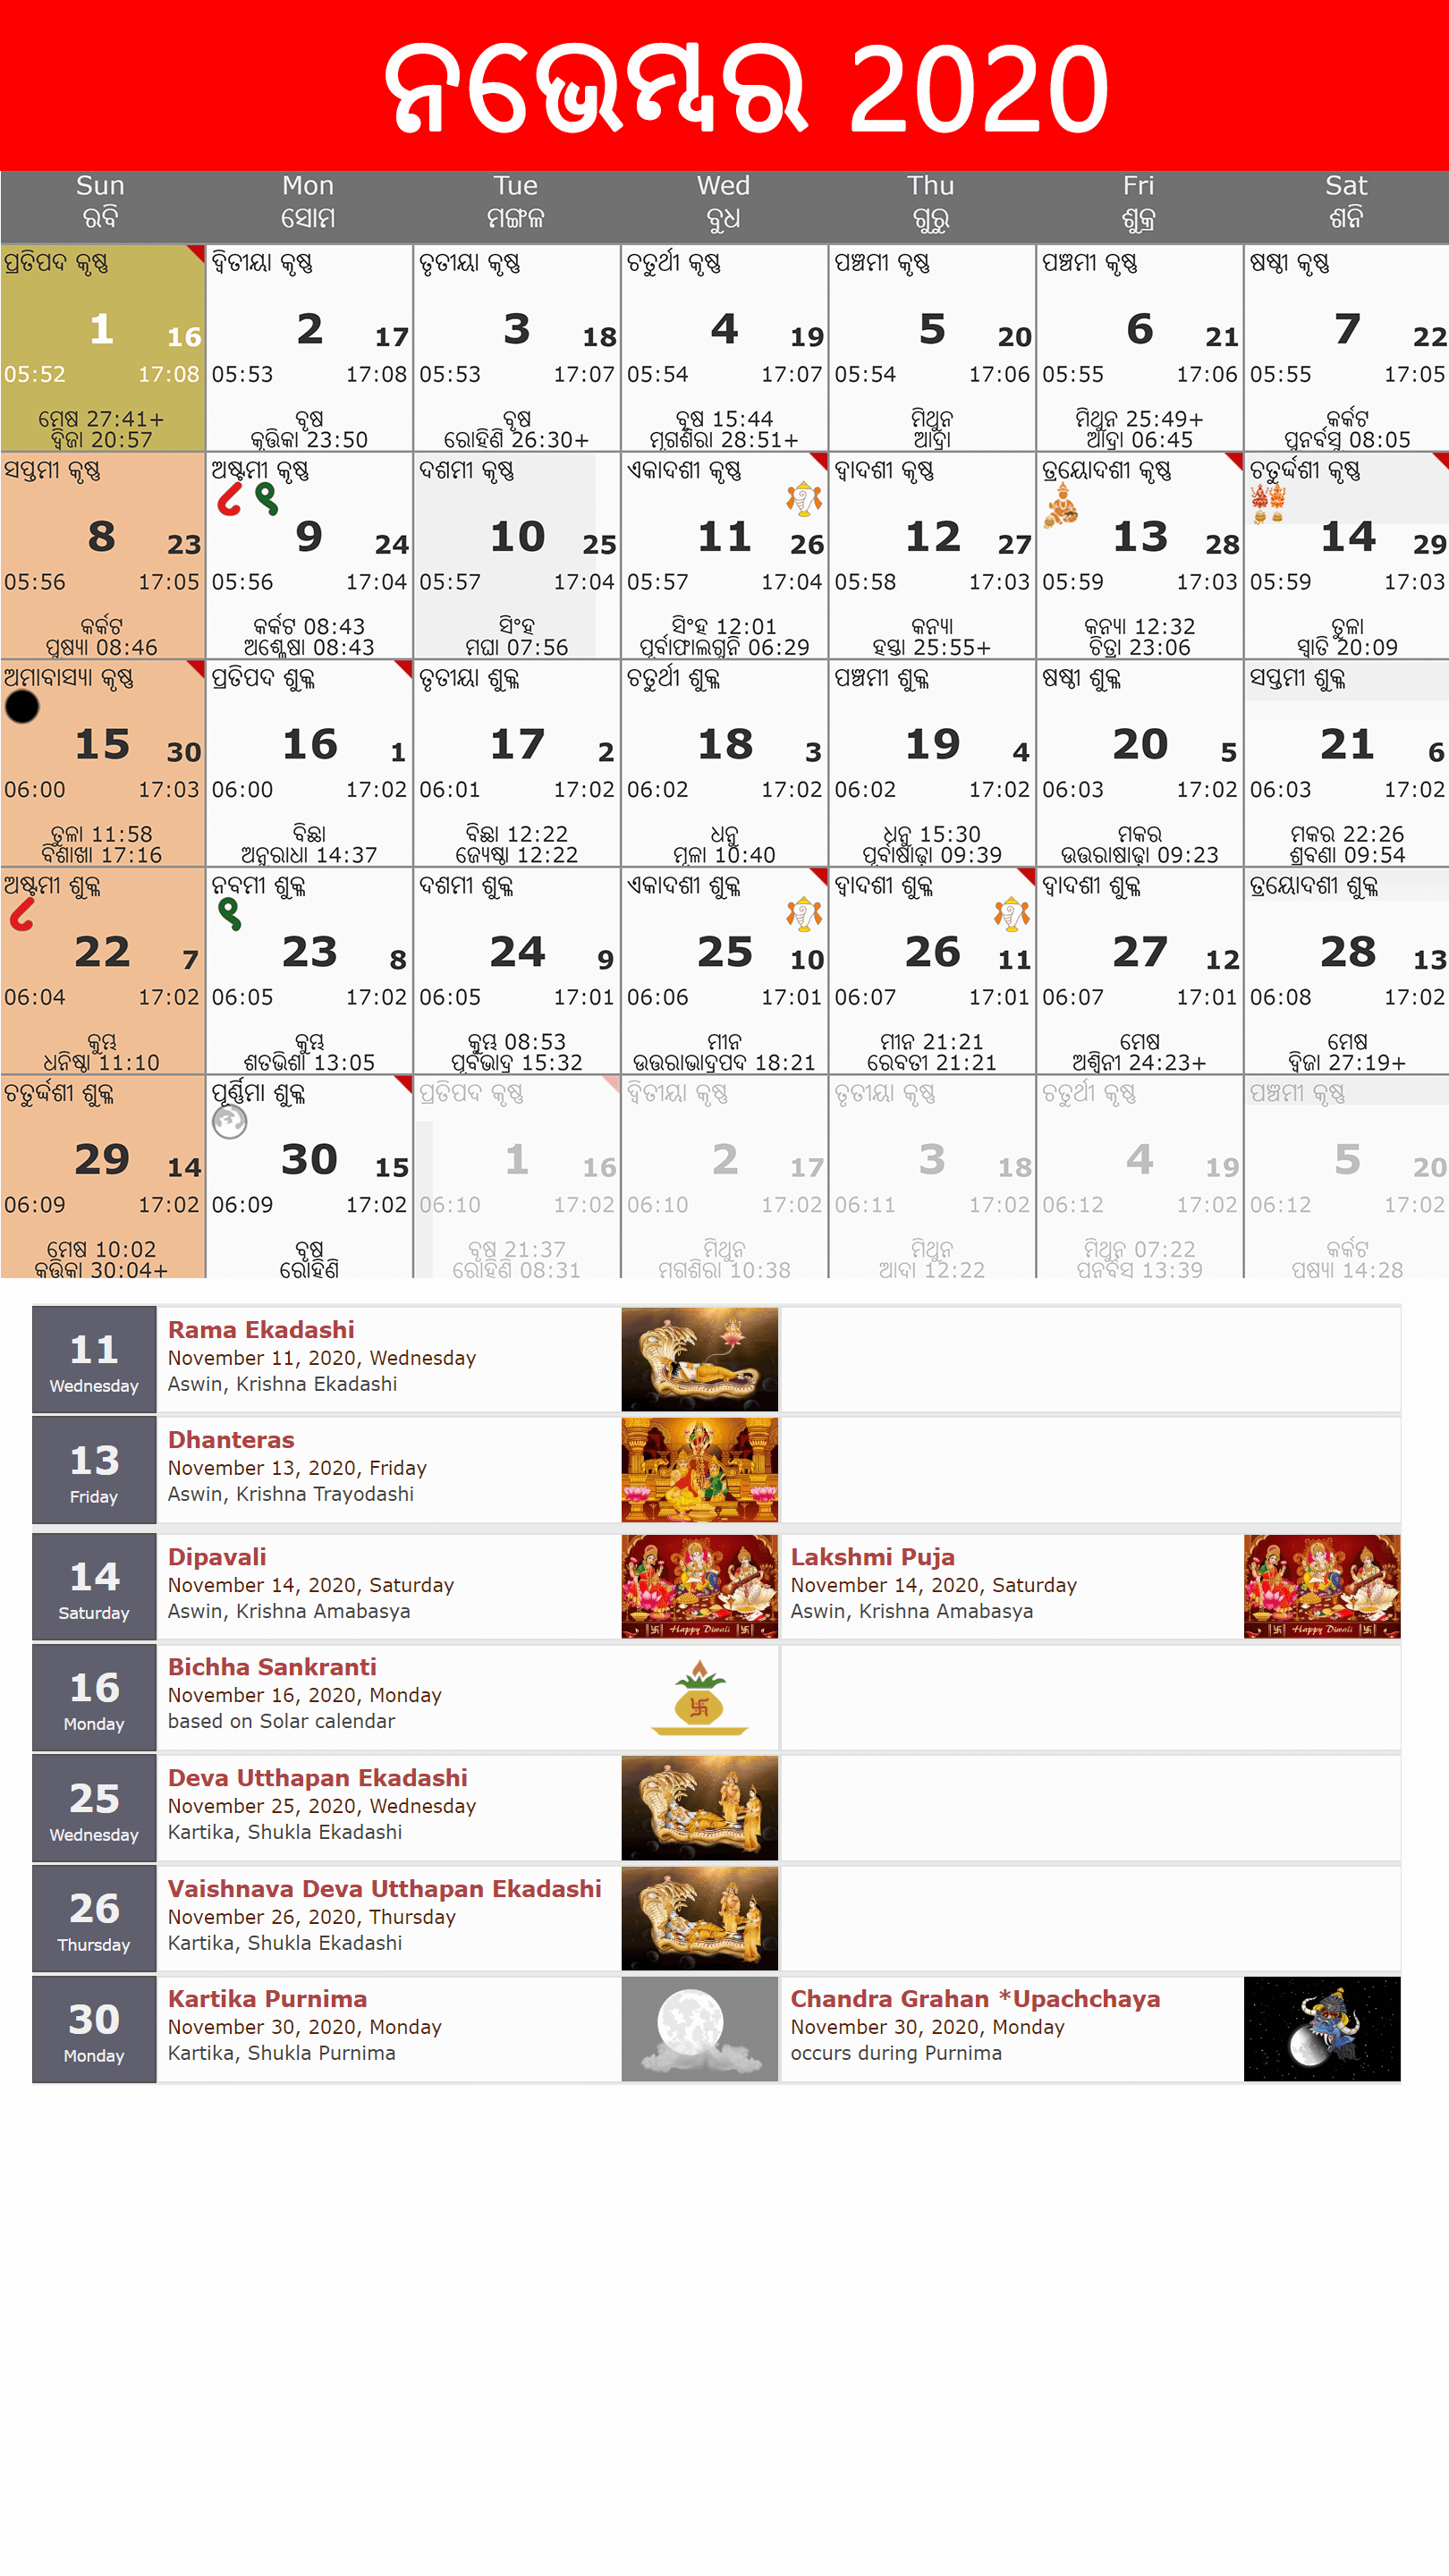 ନଭେମ୍ବର 2020
Sun Mon Tue Wed Thu Fri Sat
ରବି ସୋମ ମଙ୍ଗଳ ବୁଧ ଗୁରୁ ଶୁକ୍ର ଶନି
ପ୍ରତିପଦ କୃଷ୍ଣ ଦ୍ଵିତୀୟା କୃଷ୍ଣ ତୃତୀୟା କୃଷ୍ଣ ଚତୁର୍ଥୀ କୃଷ୍ଣ ପଞ୍ଚମୀ କୃଷ୍ଣ ପଞ୍ଚମୀ କୃଷ୍ଣ ଷଷ୍ଠୀ କୃଷ୍ଣ
1 16 2 17 3 18 4 19 5 20 6 21 7 22
05:52 17:08 05:53 17:08 05:53 17:07 05:54 17:07 05:54 17:06 05:55 17:06 05:55 17:05
ମେଷ 27:41+ ବୃଷ ବୃଷ ବୃଷ 15:44 ମିଥୁନ ମିଥୁନ 25:49+ କର୍କଟ
ଦ୍ଵିଜା 20:57 କୃତ୍ତିକା 23:50 ରୋହିଣି 26:30+ ମୃଗଶିରା 28:51+ ଆଦ୍ରା ଆଦ୍ରା 06:45 ପୁନର୍ବସୁ 08:05
ସପ୍ତମୀ କୃଷ୍ଣ ଅଷ୍ଟମୀ କୃଷ୍ଣ ଦଶମୀ କୃଷ୍ଣ ଏକାଦଶୀ କୃଷ୍ଣ ଦ୍ଵାଦଶୀ କୃଷ୍ଣ ତ୍ରୟୋଦଶୀ କୃଷ୍ଣ ଚତୁର୍ଦ୍ଦଶୀ କୃଷ୍ଣ
୮ ୧
8 23 9 24 10 25 11 26 12 27 13 28 14 29
05:56 17:05 05:56 17:04 05:57 17:04 05:57 17:04 05:58 17:03 05:59 17:03 05:59 17:03
କର୍କଟ କର୍କଟ 08:43 ସିଂହ ସିଂହ 12:01 କନ୍ୟା କନ୍ୟା 12:32 ତୁଳା
ପୁଷ୍ୟା 08:46 ଅଶ୍ଳେଷା 08:43 ମଘା 07:56 ପୂର୍ବାଫାଲଗୁନି 06:29 ହସ୍ତା 25:55+ ଚିତ୍ରା 23:06 ସ୍ଵାତି 20:09
ଅମାବାସ୍ୟା କୃଷ୍ଣ ପ୍ରତିପଦ ଶୁକ୍ଳ ତୃତୀୟା ଶୁକ୍ଳ ଚତୁର୍ଥୀ ଶୁକ୍ଳ ପଞ୍ଚମୀ ଶୁକ୍ଳ ଷଷ୍ଠୀ ଶୁକ୍ଳ ସପ୍ତମୀ ଶୁକ୍ଳ
15 30 16 1 17 2 18 3 19 4 20 5 21 6
06:00 17:03 06:00 17:02 06:01 17:02 06:02 17:02 06:02 17:02 06:03 17:02 06:03 17:02
ତୁଳା 11:58 ବିଛା ବିଛା 12:22 ଧନୁ ଧନୁ 15:30 ମକର ମକର 22:26
ବିଶାଖା 17:16 ଅନୁରାଧା 14:37 ଜ୍ୟେଷ୍ଠା 12:22 ମୂଳା 10:40 ପୂର୍ବାଷାଢ଼ା 09:39 ଉତ୍ତରାଷାଢ଼ା 09:23 ଶ୍ରବଣା 09:54
ଅଷ୍ଟମୀ ଶୁକ୍ଳ ନବମୀ ଶୁକ୍ଳ ଦଶମୀ ଶୁକ୍ଳ ଏକାଦଶୀ ଶୁକ୍ଳ ଦ୍ଵାଦଶୀ ଶୁକ୍ଳ ଦ୍ଵାଦଶୀ ଶୁକ୍ଳ ତ୍ରୟୋଦଶୀ ଶୁକ୍ଳ
୮ ୧
22 7 23 8 24 9 25 10 26 11 27 12 28 13
06:04 17:02 06:05 17:02 06:05 17:01 06:06 17:01 06:07 17:01 06:07 17:01 06:08 17:02
କୁମ୍ଭ କୁମ୍ଭ କୁମ୍ଭ 08:53 ମୀନ ମୀନ 21:21 ମେଷ ମେଷ
ଧନିଷ୍ଠା 11:10 ଶତଭିଶା 13:05 ପୂର୍ବଭାଦ୍ର 15:32 ଉତ୍ତରାଭାଦ୍ରପଦ 18:21 ରେବତୀ 21:21 ଅଶ୍ଵିନୀ 24:23+ ଦ୍ଵିଜା 27:19+
ଚତୁର୍ଦ୍ଦଶୀ ଶୁକ୍ଳ ପୂର୍ଣ୍ଣିମା ଶୁକ୍ଳ ପ୍ରତିପଦ କୃଷ୍ଣ ଦ୍ଵିତୀୟା କୃଷ୍ଣ ତୃତୀୟା କୃଷ୍ଣ ଚତୁର୍ଥୀ କୃଷ୍ଣ ପଞ୍ଚମୀ କୃଷ୍ଣ
29 14 30 15 1 16 2 17 3 18 4 19 5 20
06:09 17:02 06:09 17:02 06:10 17:02 06:10 17:02 06:11 17:02 06:12 17:02 06:12 17:02
ମେଷ 10:02 ବୃଷ ବୃଷ 21:37 ମିଥୁନ ମିଥୁନ ମିଥୁନ 07:22 କର୍କଟ
କୃତ୍ତିକା 30:04+ ରୋହିଣି ରୋହିଣି 08:31 ମୃଗଶିରା 10:38 ଆଦ୍ରା 12:22 ପୁନର୍ବସୁ 13:39 ପୁଷ୍ୟା 14:28
11 Wednesday
Rama Ekadashi
November 11, 2020, Wednesday
Aswin, Krishna Ekadashi
13 Friday
Dhanteras
November 13, 2020, Friday
Aswin, Krishna Trayodashi
14 Saturday
Dipavali
November 14, 2020, Saturday
Aswin, Krishna Amabasya
Happy Diwali
Lakshmi Puja
November 14, 2020, Saturday
Aswin, Krishna Amabasya
Happy Diwali
16 Monday
Bichha Sankranti
November 16, 2020, Monday
based on Solar calendar
25 Wednesday
Deva Utthapan Ekadashi
November 25, 2020, Wednesday
Kartika, Shukla Ekadashi
26 Thursday
Vaishnava Deva Utthapan Ekadashi
November 26, 2020, Thursday
Kartika, Shukla Ekadashi
30 Monday
Kartika Purnima
November 30, 2020, Monday
Kartika, Shukla Purnima
Chandra Grahan *Upachchaya
November 30, 2020, Monday
occurs during Purnima